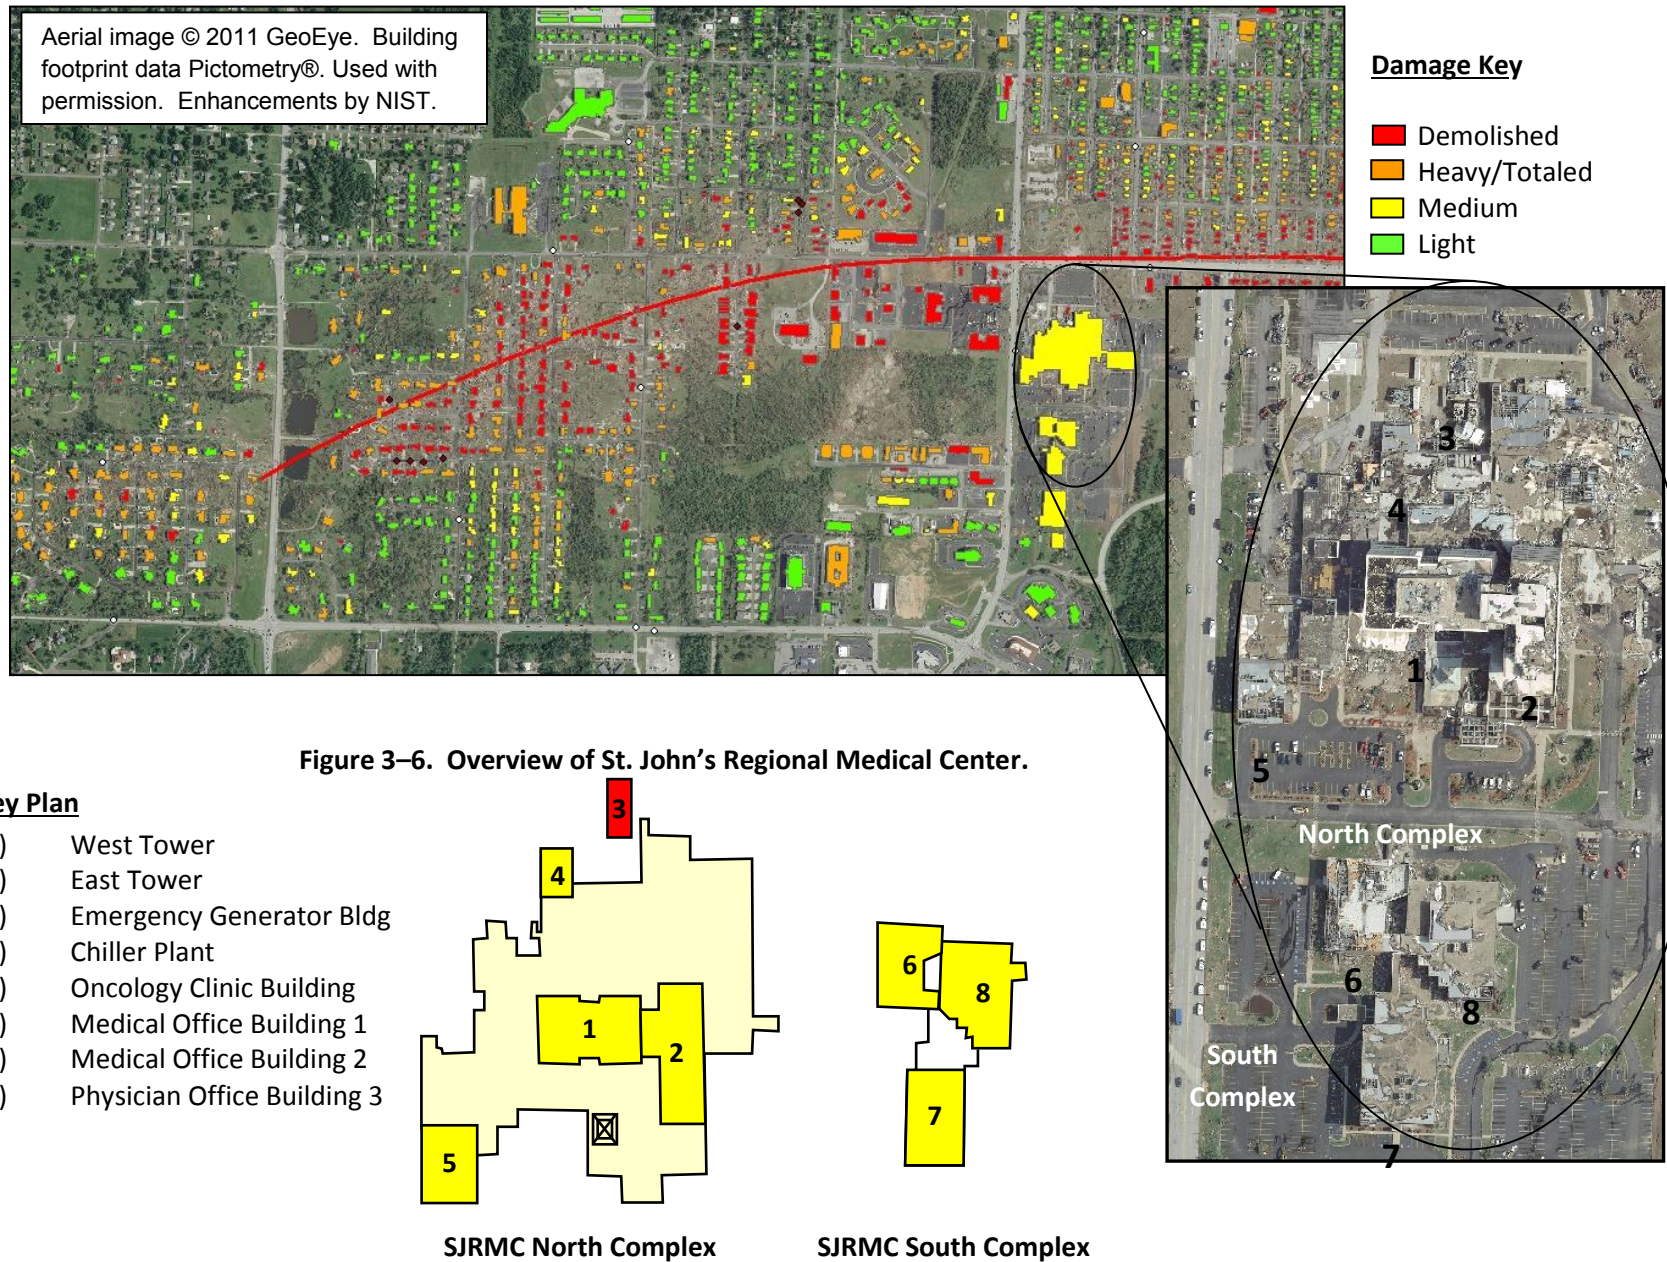 Aerial image © 2011 GeoEye. Building
footprint data Pictometry®. Used with
permission. Enhancements by NIST.
Damage Key
Demolished
Heavy/Totaled
Medium
Light
3
4
1
2
5
North Complex
6
8
South
Complex
7
Figure 3–6. Overview of St. John's Regional Medical Center.
ey Plan
) West Tower
) East Tower
) Emergency Generator Bldg
) Chiller Plant
) Oncology Clinic Building
) Medical Office Building 1
) Medical Office Building 2
) Physician Office Building 3
3
4
1
2
5
6
8
7
SJRMC North Complex
SJRMC South Complex